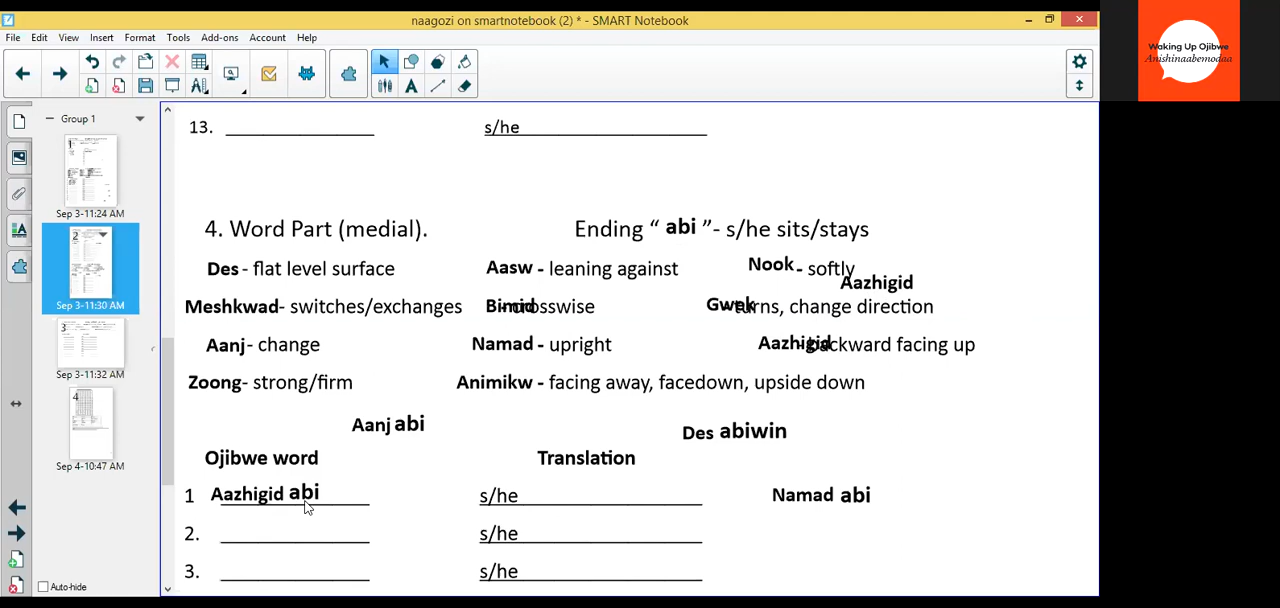 naagozi on smartnotebook (2) * - SMART Notebook
File Edit View Insert Format Tools Add-ons Account Help
Waking Up Ojibwe
Anishinaabemodaa
Group 1
Sep 3-11:24 AM
2
Sep 3-11:30 AM
3
Sep 3-11:32 AM
4
Sep 4-10:47 AM
Auto-hide
13. s/he
4. Word Part (medial). Ending “ abi ”- s/he sits/stays
Des - flat level surface Aasw - leaning against Nook - softly
Aazhigid
Meshkwad- switches/exchanges Bimid crosswise Gwek turns, change direction
Aanj - change Namad - upright Aazhigid backward facing up
Zoong- strong/firm Animikw - facing away, facedown, upside down
Aanj abi Des abiwin
Ojibwe word Translation
1 Aazhigid abi s/he Namad abi
2. s/he
3. s/he